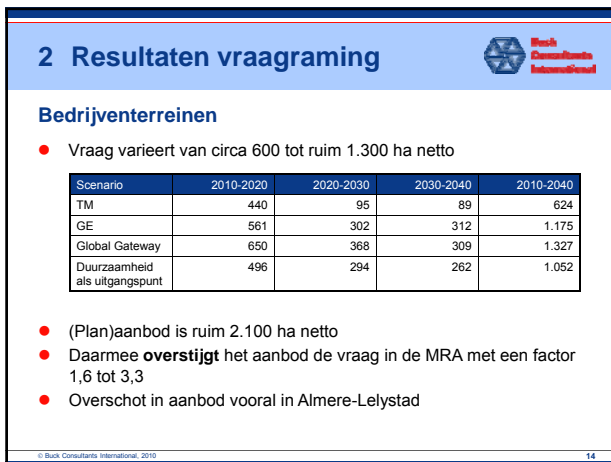 2 Resultaten vraagraming
Buck
Consultants
International
Bedrijventerreinen
Vraag varieert van circa 600 tot ruim 1.300 ha netto
Scenario 2010-2020 2020-2030 2030-2040 2010-2040
TM 440 95 89 624
GE 561 302 312 1.175
Global Gateway 650 368 309 1.327
Duurzaamheid
als uitgangspunt 496 294 262 1.052
(Plan)aanbod is ruim 2.100 ha netto
Daarmee overstijgt het aanbod de vraag in de MRA met een factor
1,6 tot 3,3
Overschot in aanbod vooral in Almere-Lelystad
© Buck Consultants International, 2010 14